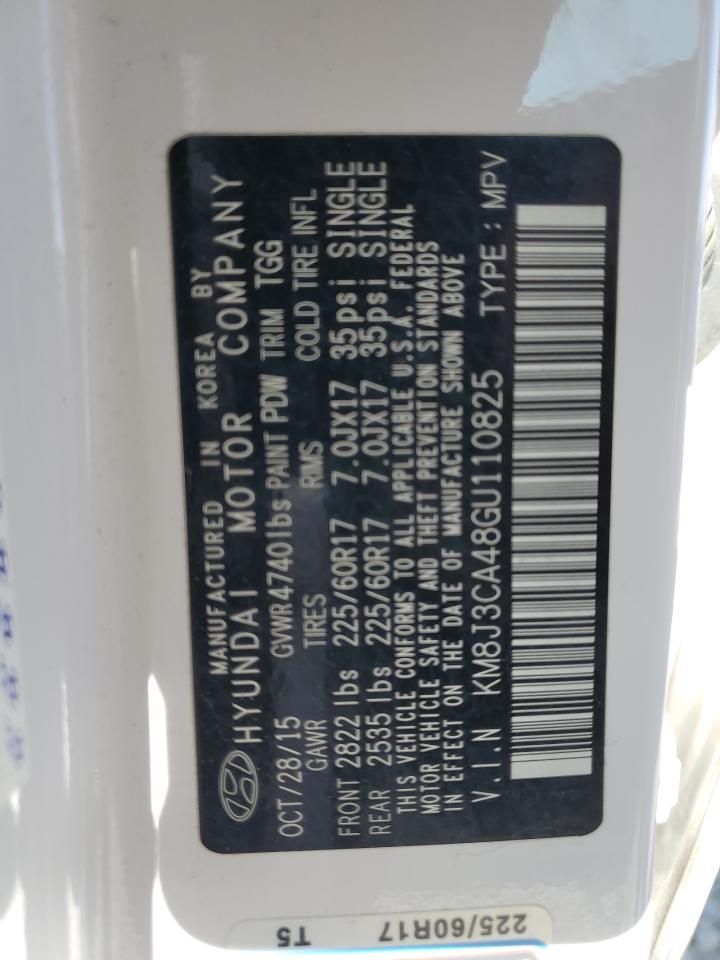 MANUFACTURED IN KOREA BY
HYUNDAI MOTOR COMPANY
OCT/28/15 GVWR4740lbs PAINT PDW TRIM TGG
GAWR TIRES RMS COLD TIRE INFL
FRONT 2822 lbs 225/60R17 7.0JX17 35psi SINGLE
REAR 2535 lbs 225/60R17 7.0JX17 35psi SINGLE
THIS VEHICLE CONFORMS TO ALL APPLICABLE U.S.A. FEDERAL
MOTOR VEHICLE SAFETY AND THEFT PREVENTION STANDARDS
IN EFFECT ON THE DATE OF MANUFACTURE SHOWN ABOVE
V.I.N KM8J3CA48GU110825 TYPE : MPV
225/60R17
T5